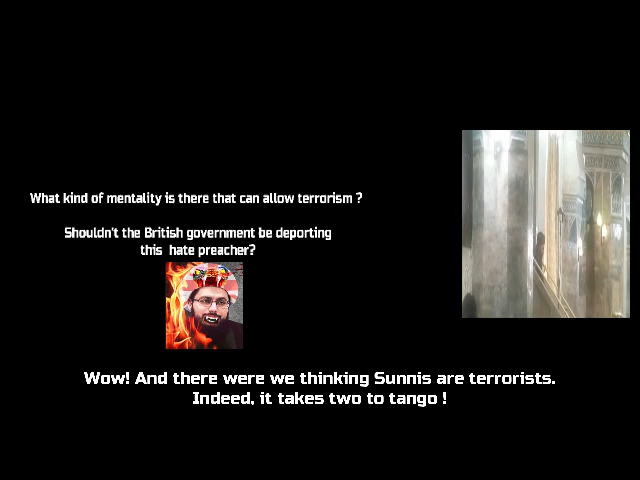 What kind of mentality is there that can allow terrorism ?
Shouldn't the British government be deporting
this hate preacher?
Wow! And there were we thinking Sunnis are terrorists.
Indeed, it takes two to tango !